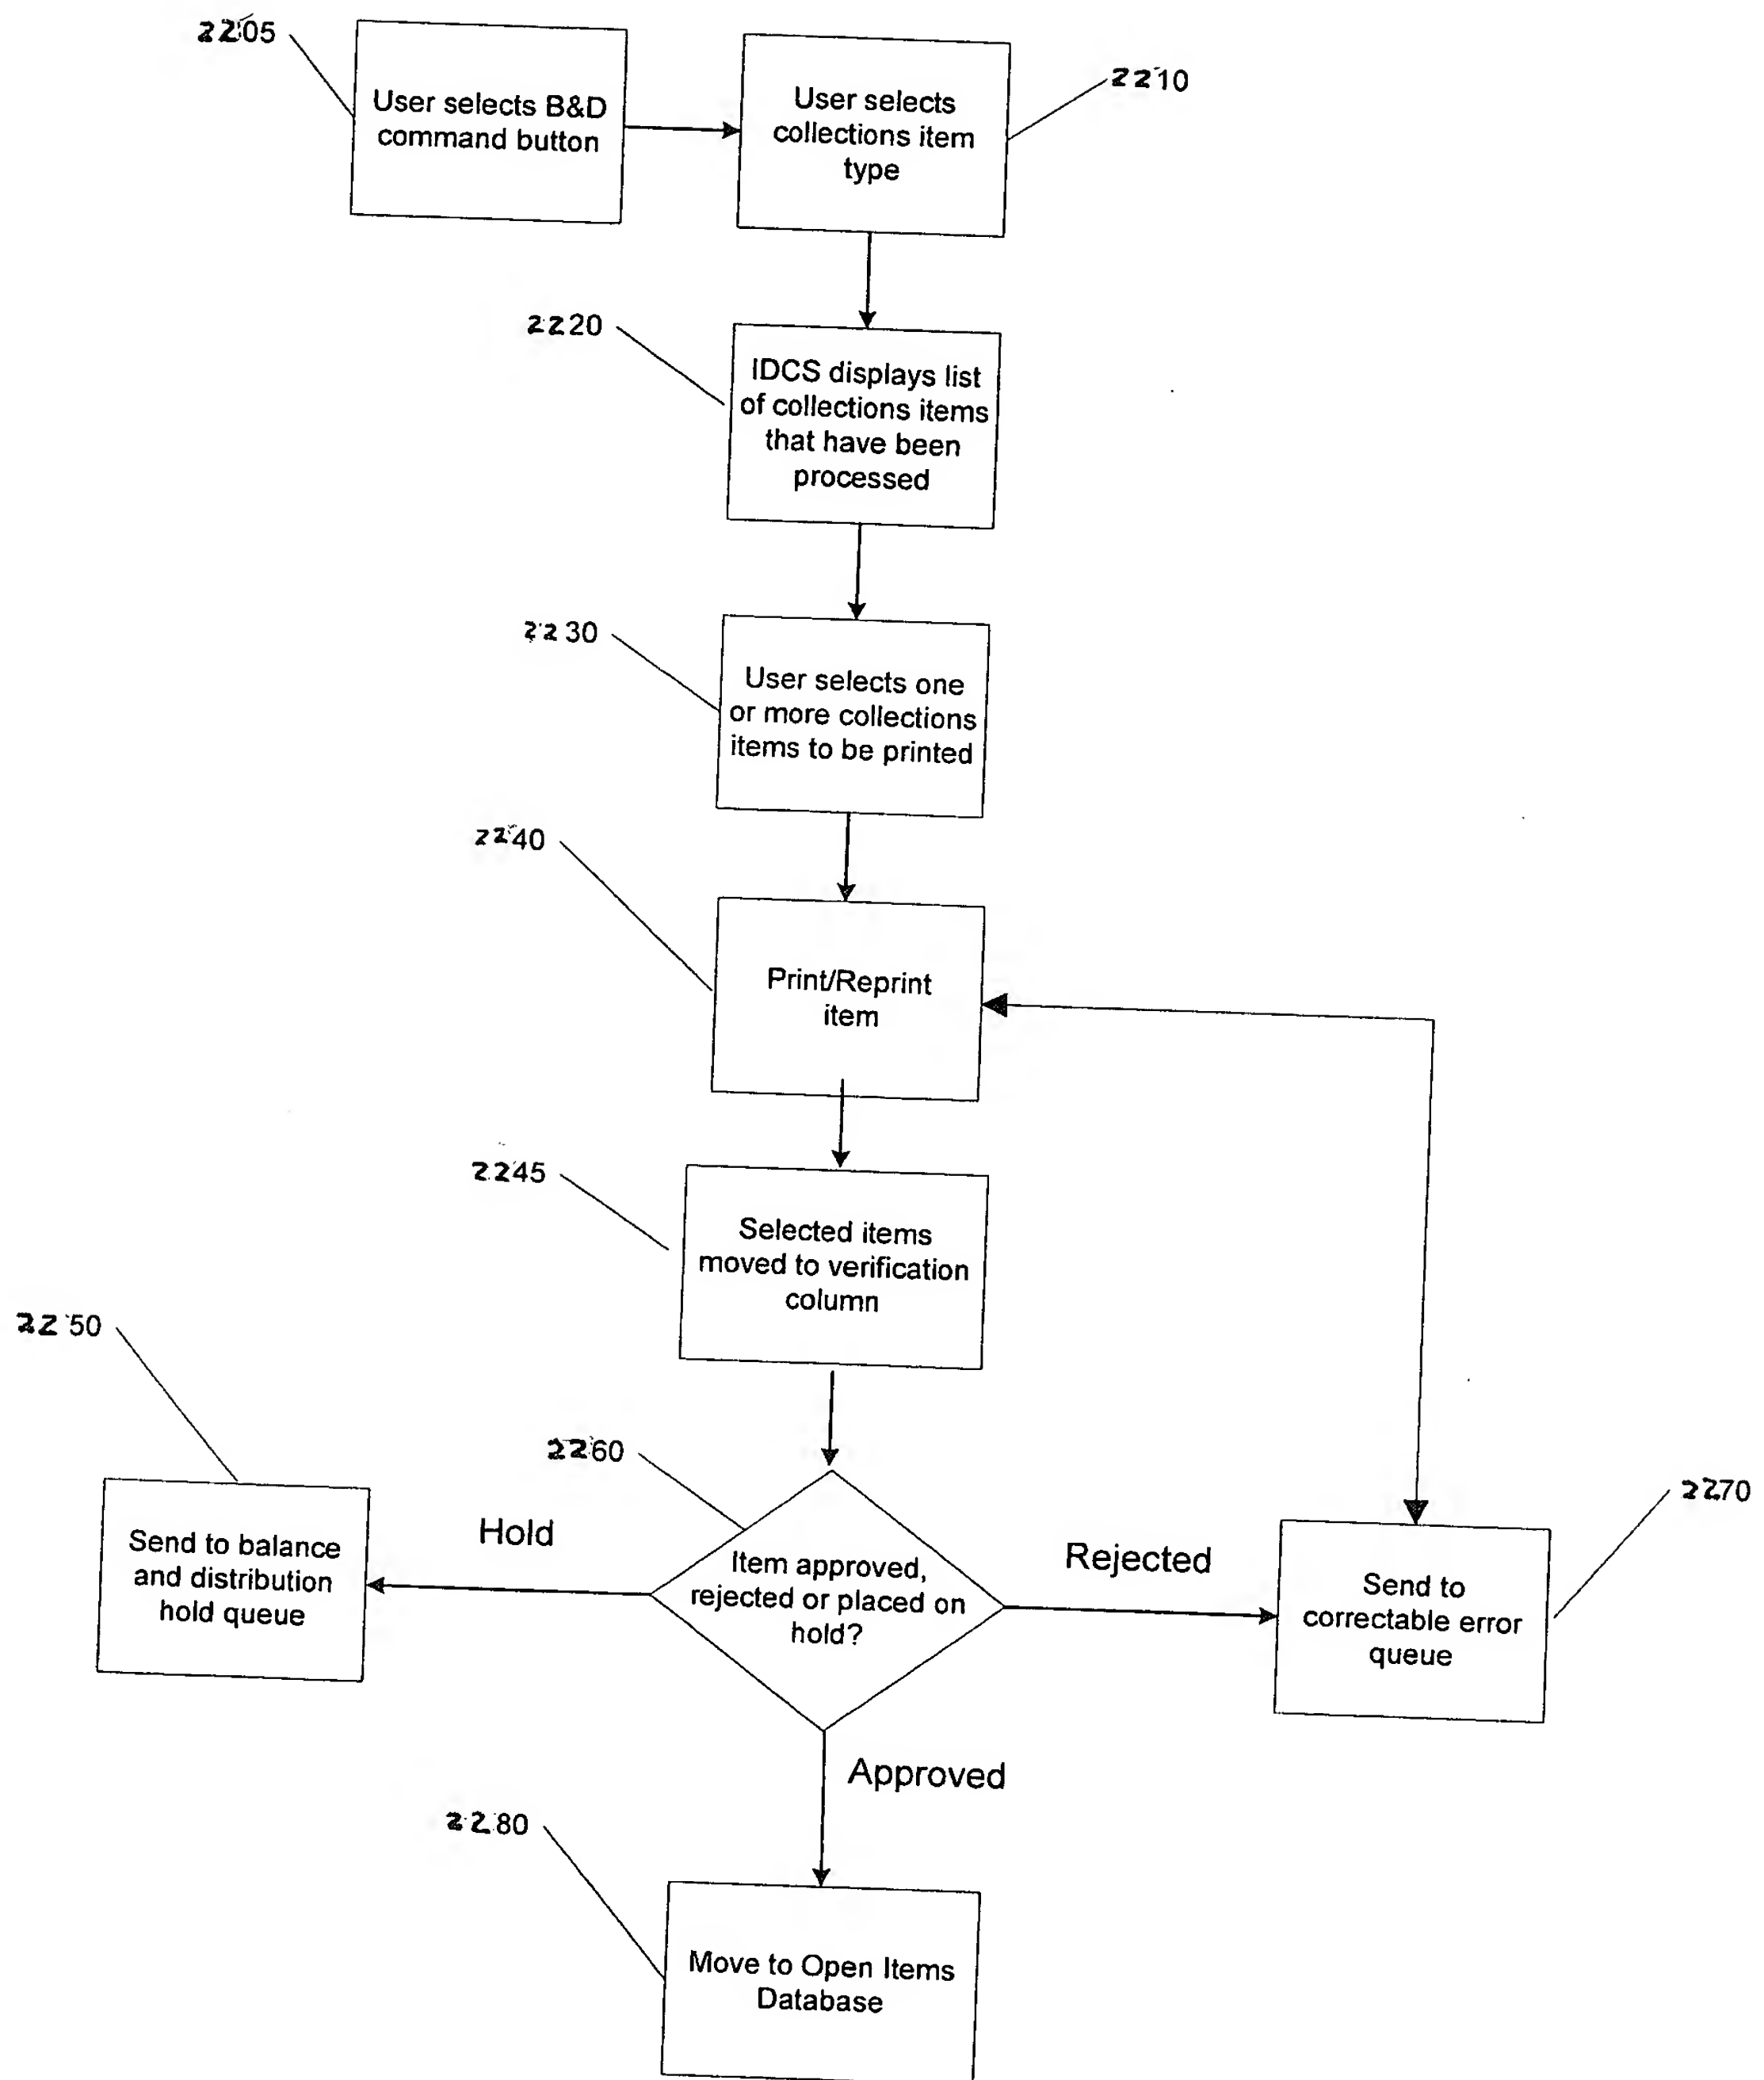 2205
User selects B&D
command button
User selects
collections item
type
2210
2220
IDCS displays list
of collections items
that have been
processed
2230
User selects one
or more collections
items to be printed
2240
Print/Reprint
item
2245
Selected items
moved to verification
column
2250
Send to balance
and distribution
hold queue
Hold
2260
Item approved,
rejected or placed on
hold?
Rejected
2270
Send to
correctable error
queue
Approved
2280
Move to Open Items
Database